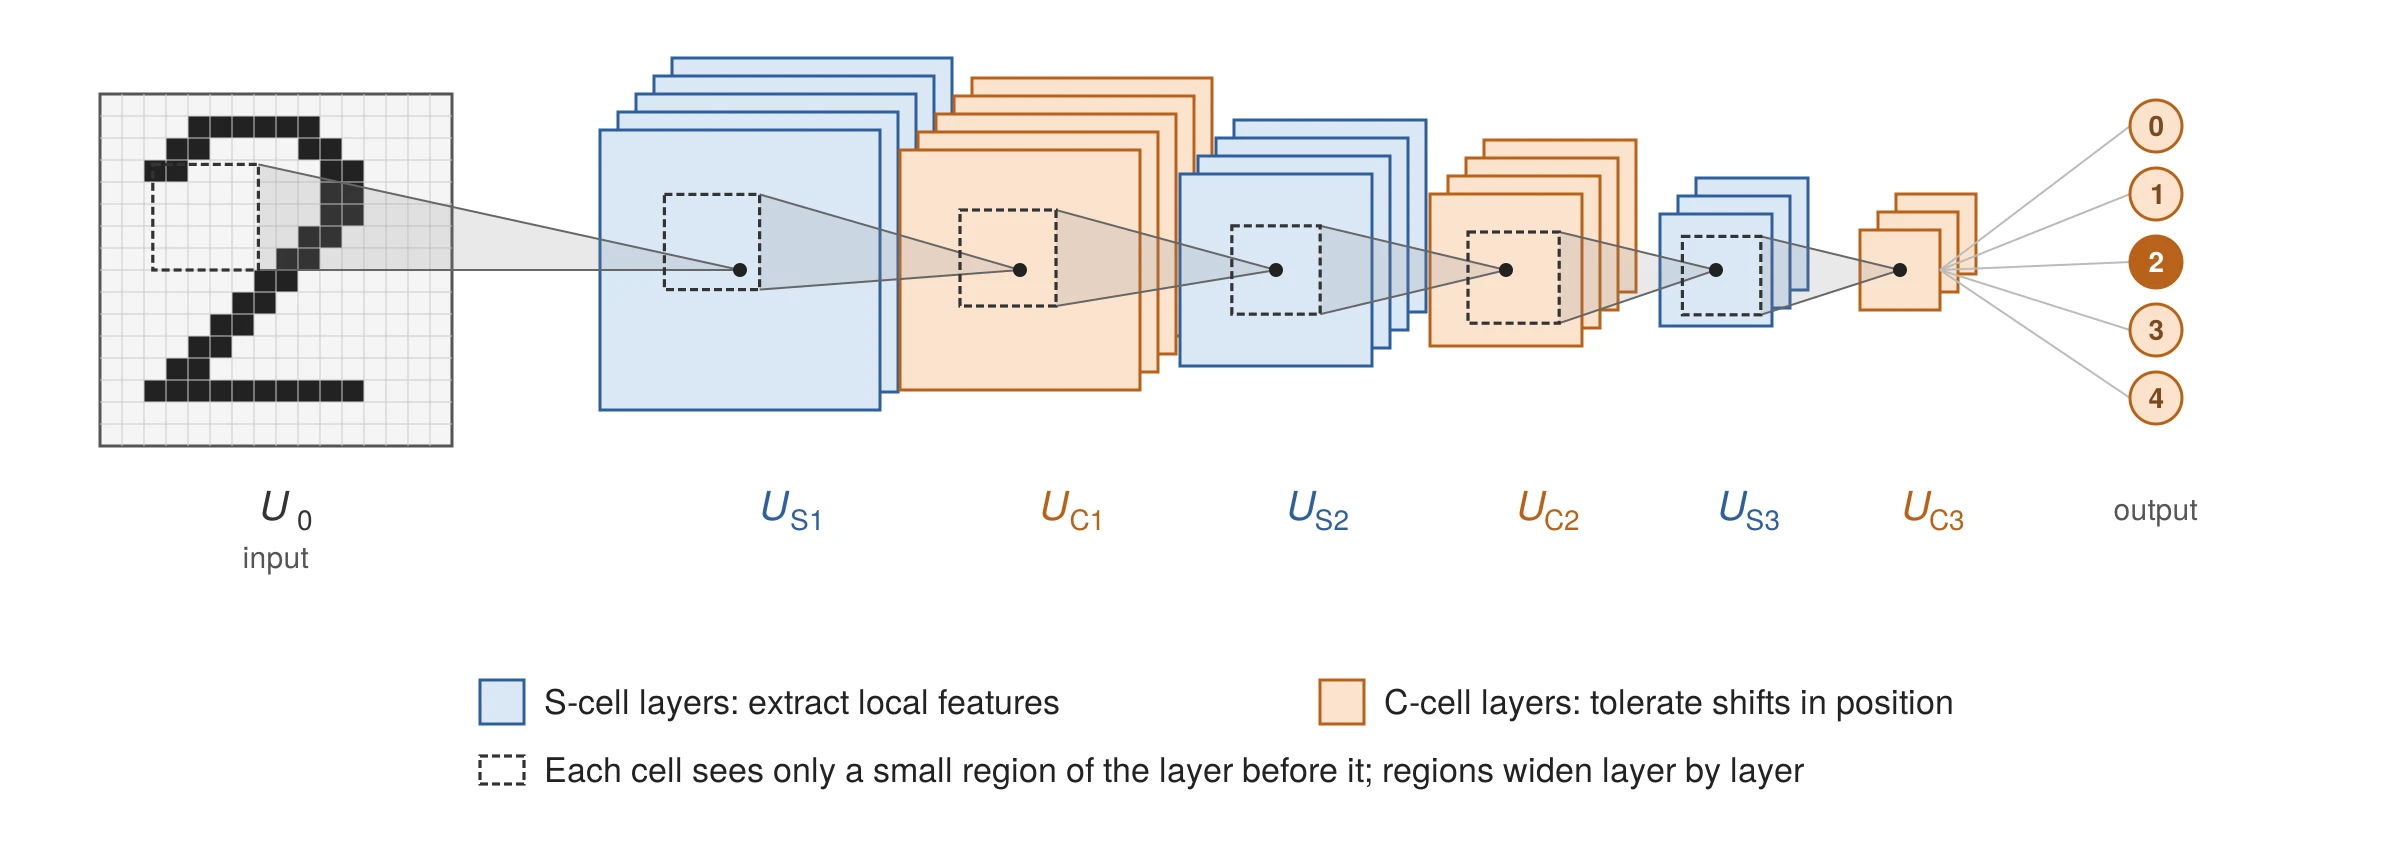 0
1
2
3
4
U0 US1 UC1 US2 UC2 US3 UC3 output
input
S-cell layers: extract local features
C-cell layers: tolerate shifts in position
Each cell sees only a small region of the layer before it; regions widen layer by layer